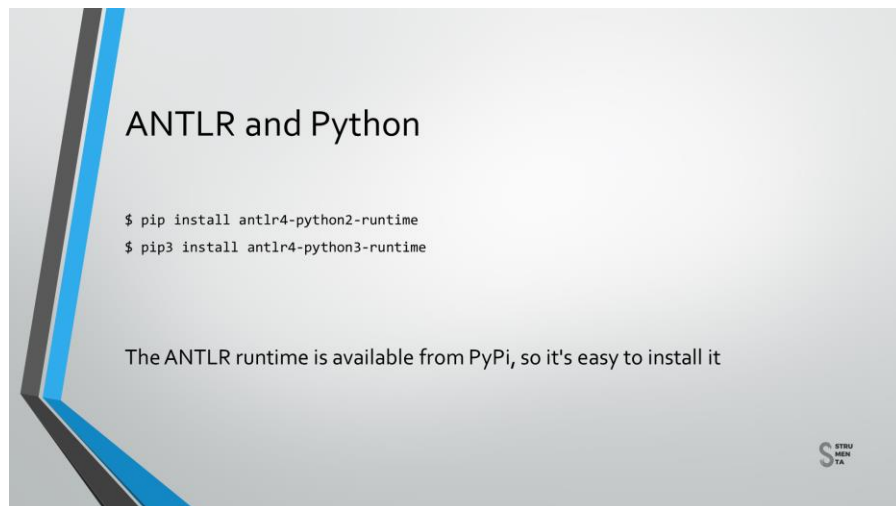 ANTLR and Python
$ pip install antlr4-python2-runtime
$ pip3 install antlr4-python3-runtime
The ANTLR runtime is available from PyPi, so it's easy to install it
STRU
MEN
TA